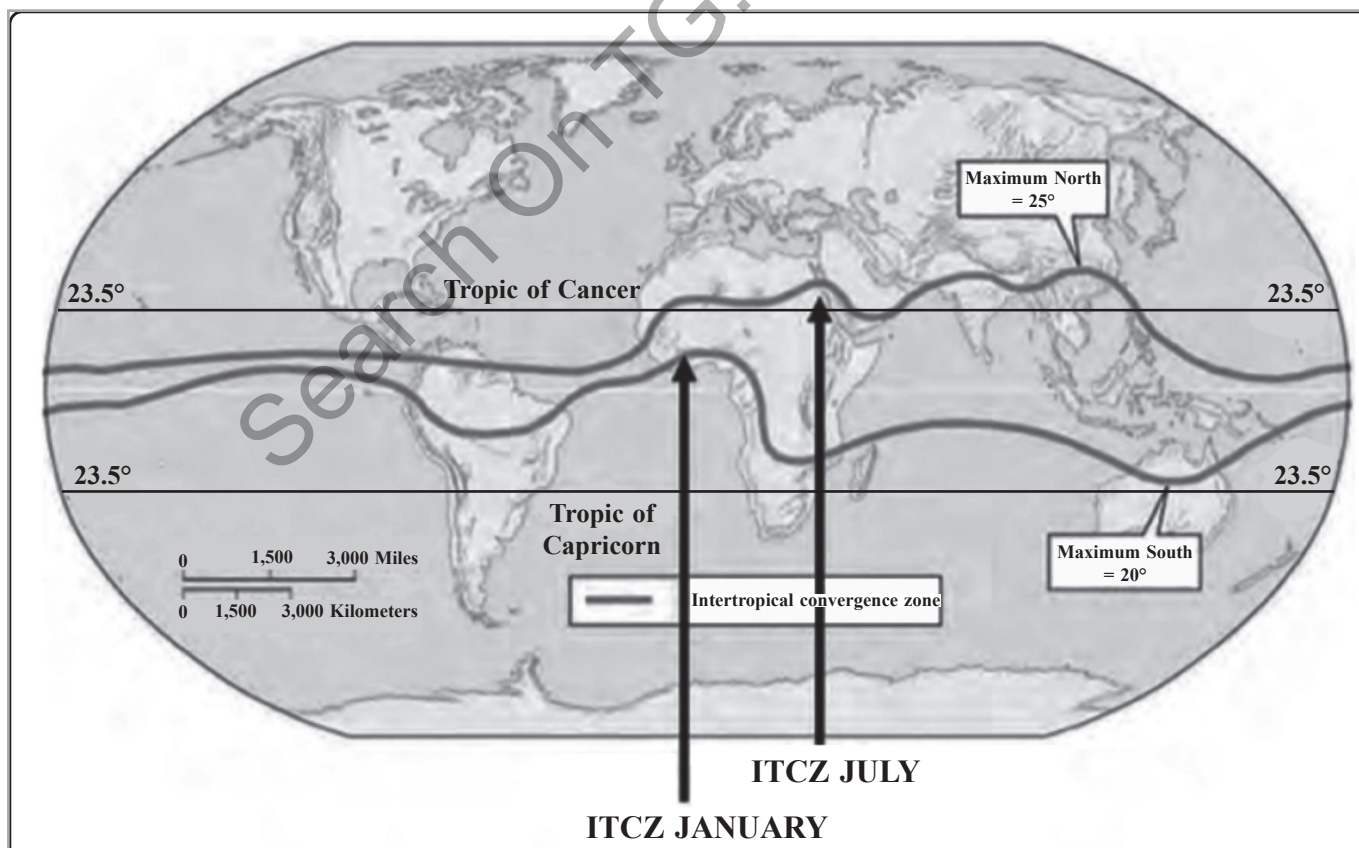 Search On TG.
Maximum North
= 25°
23.5°
Tropic of Cancer
23.5°
23.5°
23.5°
Tropic of
Capricorn
Maximum South
= 20°
0 1,500 3,000 Miles
0 1,500 3,000 Kilometers
Intertropical convergence zone
ITCZ JULY
ITCZ JANUARY